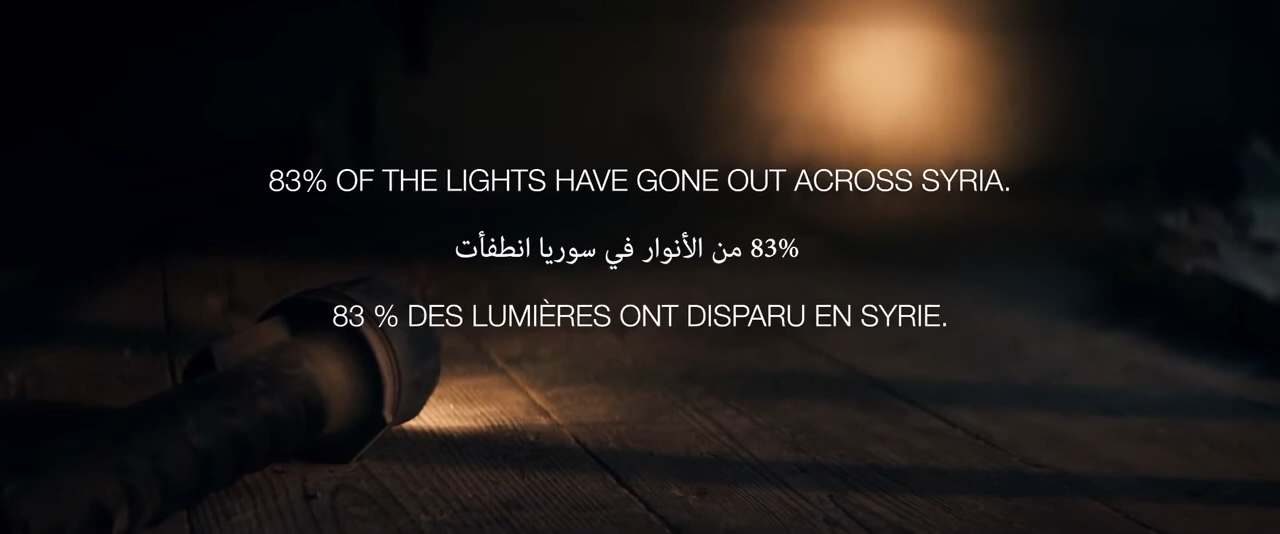 83% OF THE LIGHTS HAVE GONE OUT ACROSS SYRIA.
83% من الأنوار في سوريا انطفأت
83 % DES LUMIÈRES ONT DISPARU EN SYRIE.